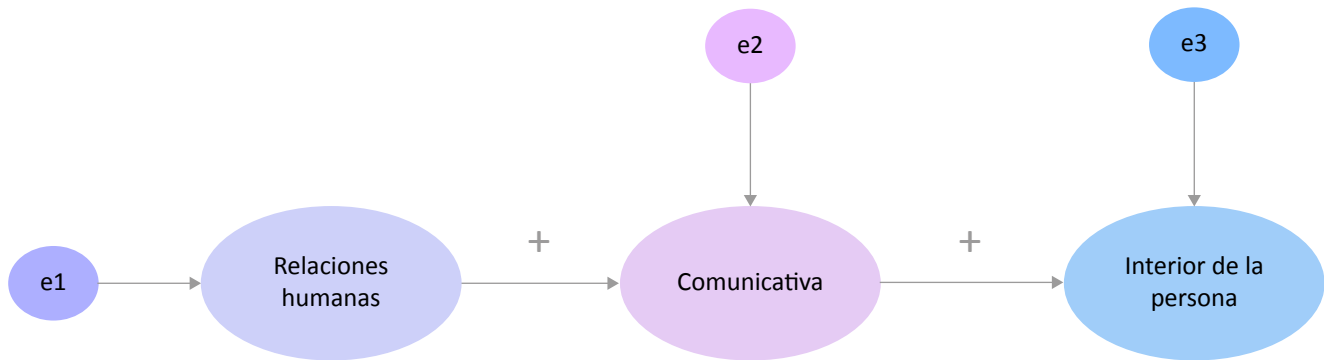 e2
e3
+
+
e1
Relaciones
humanas
Comunicativa
Interior de la
persona